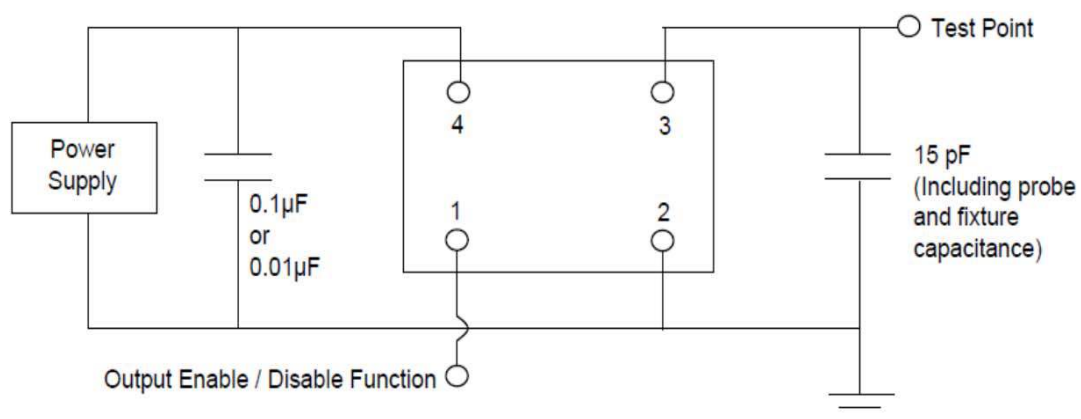 Test Point
4
3
Power
Supply
15 pF
(Including probe
and fixture
capacitance)
0.1µF
or
0.01µF
1
2
Output Enable / Disable Function